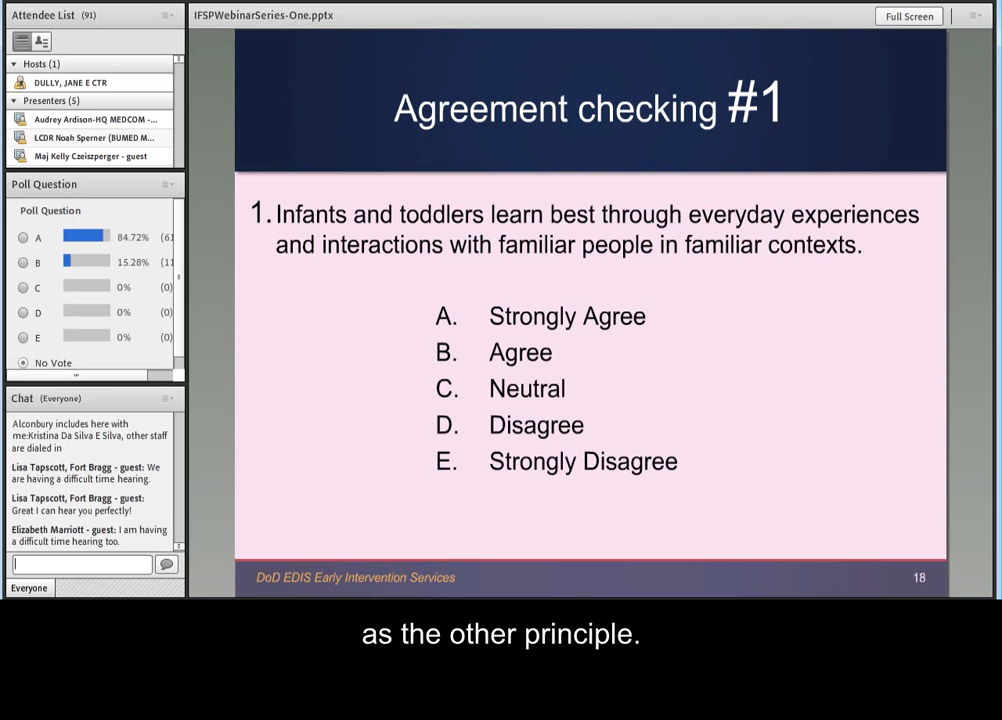 Attendee List (91)
Hosts (1)
DULLY, JANE E CTR
Presenters (5)
Audrey Ardison-HQ MEDCOM -...
LCDR Noah Sperner (BUMED M...
Maj Kelly Czeiszperger - guest
Poll Question
Poll Question
A 84.72% (61
B 15.28% (11
C 0% (0)
D 0% (0)
E 0% (0)
No Vote
Chat (Everyone)
Alconbury includes here with
me:Kristina Da Silva E Silva, other staff
are dialed in
Lisa Tapscott, Fort Bragg - guest: We
are having a difficult time hearing.
Lisa Tapscott, Fort Bragg - guest:
Great I can hear you perfectly!
Elizabeth Marriott - guest: I am having
a difficult time hearing too.
Everyone
IFSPWebinarSeries-One.pptx
Full Screen
Agreement checking #1
1. Infants and toddlers learn best through everyday experiences
and interactions with familiar people in familiar contexts.
A. Strongly Agree
B. Agree
C. Neutral
D. Disagree
E. Strongly Disagree
DoD EDIS Early Intervention Services
18
as the other principle.